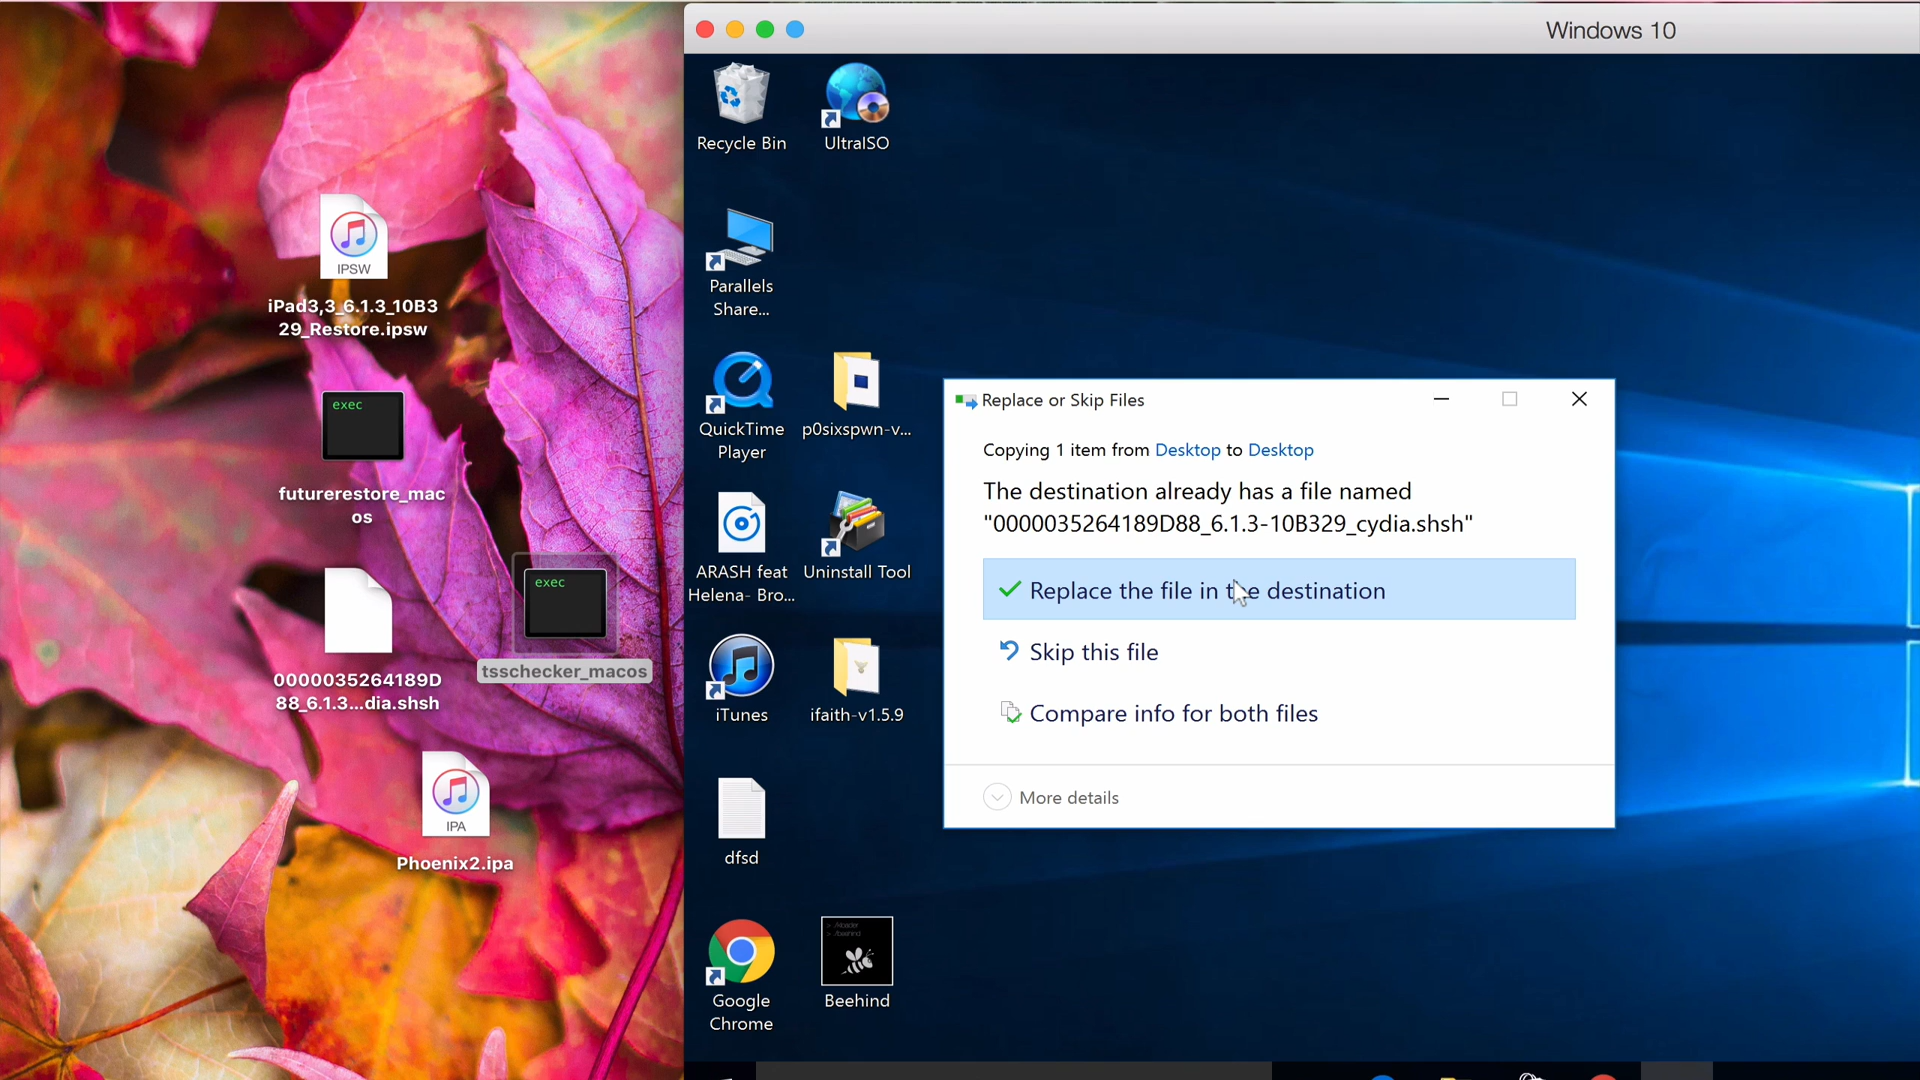 Windows 10
IPSW
iPad3,3_6.1.3_10B3
29_Restore.ipsw
exec
futurerestore_mac
os
0000035264189D
88_6.1.3...dia.shsh
exec
tsschecker_macos
IPA
Phoenix2.ipa
Recycle Bin
UltraISO
Parallels
Share...
QuickTime
Player
p0sixspwn-v...
ARASH feat
Helena- Bro...
Uninstall Tool
iTunes
ifaith-v1.5.9
dfsd
Google
Chrome
Beehind
Replace or Skip Files
Copying 1 item from Desktop to Desktop
The destination already has a file named
"0000035264189D88_6.1.3-10B329_cydia.shsh"
Replace the file in the destination
Skip this file
Compare info for both files
More details